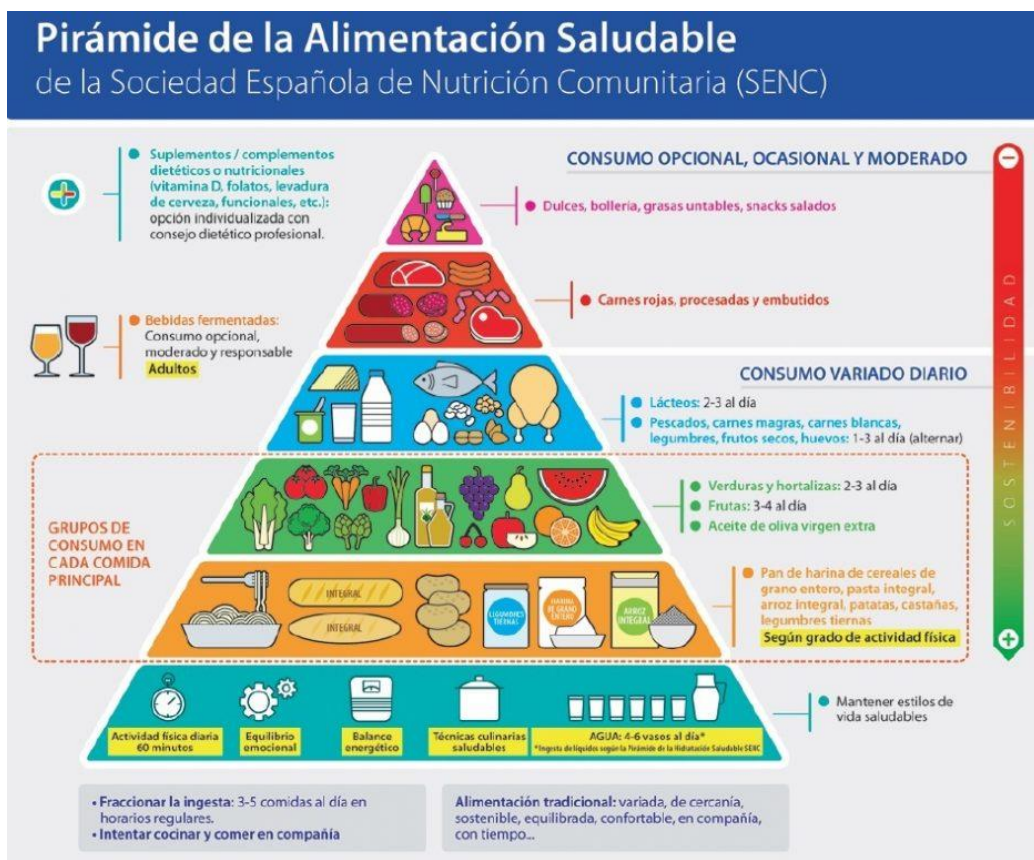 Pirámide de la Alimentación Saludable
de la Sociedad Española de Nutrición Comunitaria (SENC)
Suplementos / complementos
dietéticos o nutricionales
(vitamina D, folatos, levadura
de cerveza, funcionales, etc.):
opción individualizada con
consejo dietético profesional.
CONSUMO OPCIONAL, OCASIONAL Y MODERADO
Dulces, bollería, grasas untables, snacks salados
Carnes rojas, procesadas y embutidos
Bebidas fermentadas:
Consumo opcional,
moderado y responsable
Adultos
CONSUMO VARIADO DIARIO
Lácteos: 2-3 al día
Pescados, carnes magras, carnes blancas,
legumbres, frutos secos, huevos: 1-3 al día (alternar)
SOSTENIBILIDAD
GRUPOS DE
CONSUMO EN
CADA COMIDA
PRINCIPAL
Verduras y hortalizas: 2-3 al día
Frutas: 3-4 al día
Aceite de oliva virgen extra
INTEGRAL
INTEGRAL
LEGUMBRES
TIERNAS
HARINA
DE GRANO
ENTERO
ARROZ
INTEGRAL
Pan de harina de cereales de
grano entero, pasta integral,
arroz integral, patatas, castañas,
legumbres tiernas
Según grado de actividad física
Actividad física diaria
60 minutos
Equilibrio
emocional
Balance
energético
Técnicas culinarias
saludables
AGUA: 4-6 vasos al día*
*Ingesta de líquidos según la Pirámide de la Hidratación Saludable SENC
Mantener estilos de
vida saludables
• Fraccionar la ingesta: 3-5 comidas al día en
horarios regulares.
• Intentar cocinar y comer en compañía
Alimentación tradicional: variada, de cercanía,
sostenible, equilibrada, confortable, en compañía,
con tiempo...